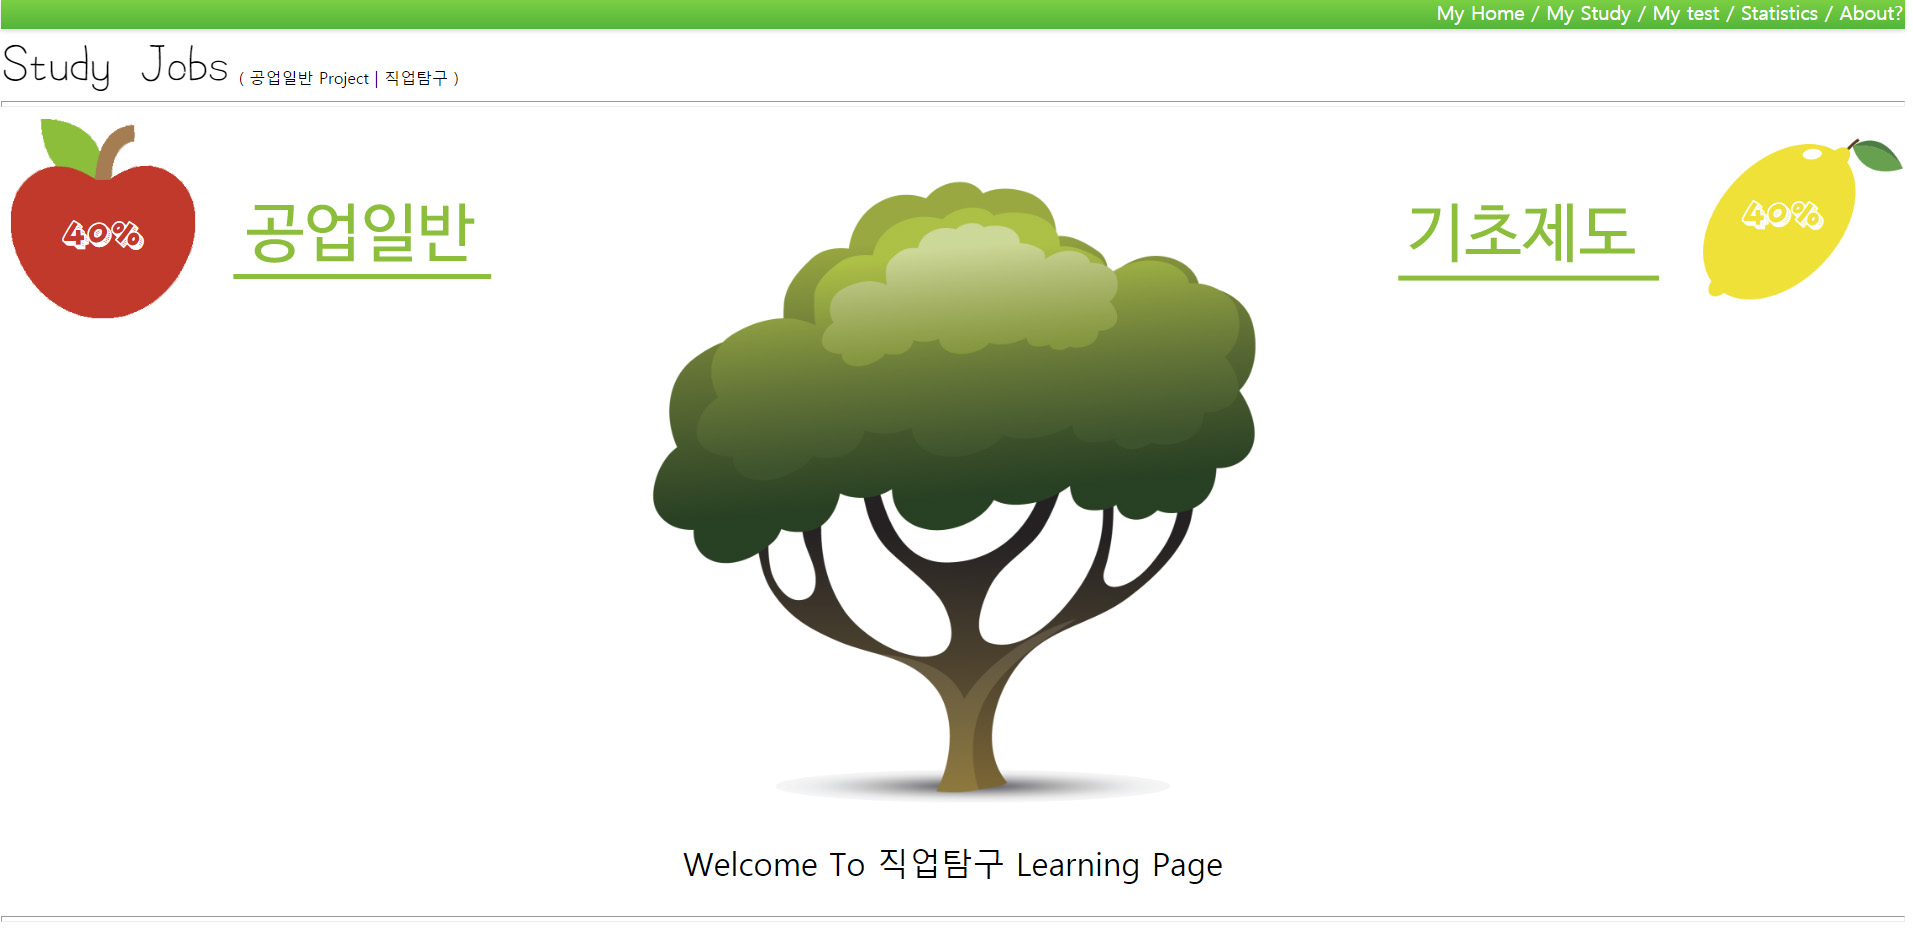 My Home / My Study / My test / Statistics / About?
Study Jobs ( 공업일반 Project | 직업탐구 )
40% 공업일반
기초제도 40%
Welcome To 직업탐구 Learning Page